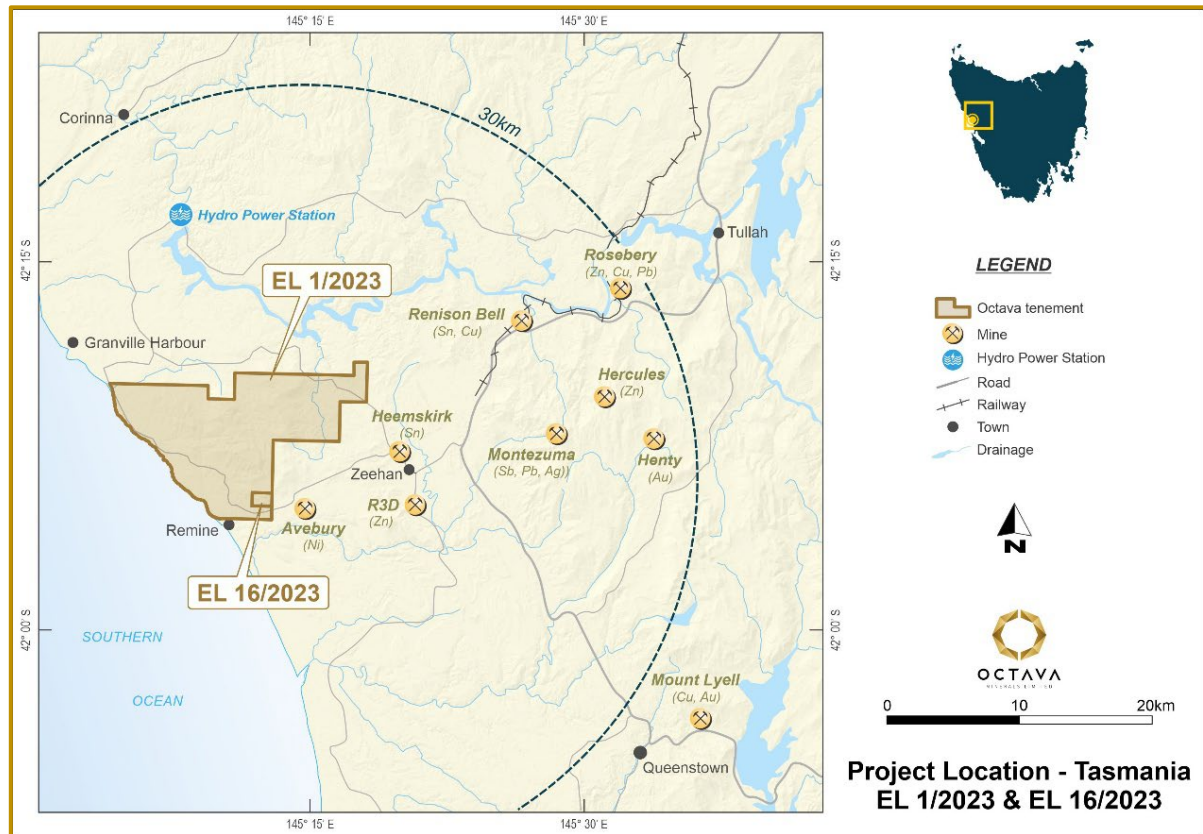 145° 15' E
145° 30' E
30km
Corinna
Hydro Power Station
Tullah
42° 15' S
42° 15' S
Rosebery
(Zn, Cu, Pb)
EL 1/2023
Renison Bell
(Sn, Cu)
Granville Harbour
Hercules
(Zn)
Heemskirk
(Sn)
Montezuma
(Sb, Pb, Ag))
Henty
(Au)
Zeehan
R3D
(Zn)
Avebury
(Ni)
Remine
EL 16/2023
42° 00' S
42° 00' S
SOUTHERN
OCEAN
Mount Lyell
(Cu, Au)
Queenstown
145° 15' E
145° 30' E
LEGEND
Octava tenement
Mine
Hydro Power Station
Road
Railway
Town
Drainage
N
OCTAVA
MINERALS LIMITED
0
10
20km
Project Location - Tasmania
EL 1/2023 & EL 16/2023